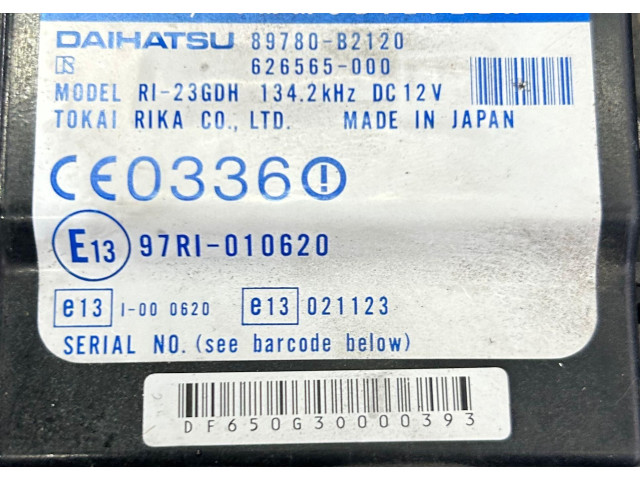 DAIHATSU 89780-B2120
626565-000
MODEL RI-23GDH 134.2kHz DC12V
TOKAI RIKA CO., LTD. MADE IN JAPAN
CE0336
E13 97RI-010620
e13 I-00 0620 e13 021123
SERIAL NO. (see barcode below)
DF650G30000393